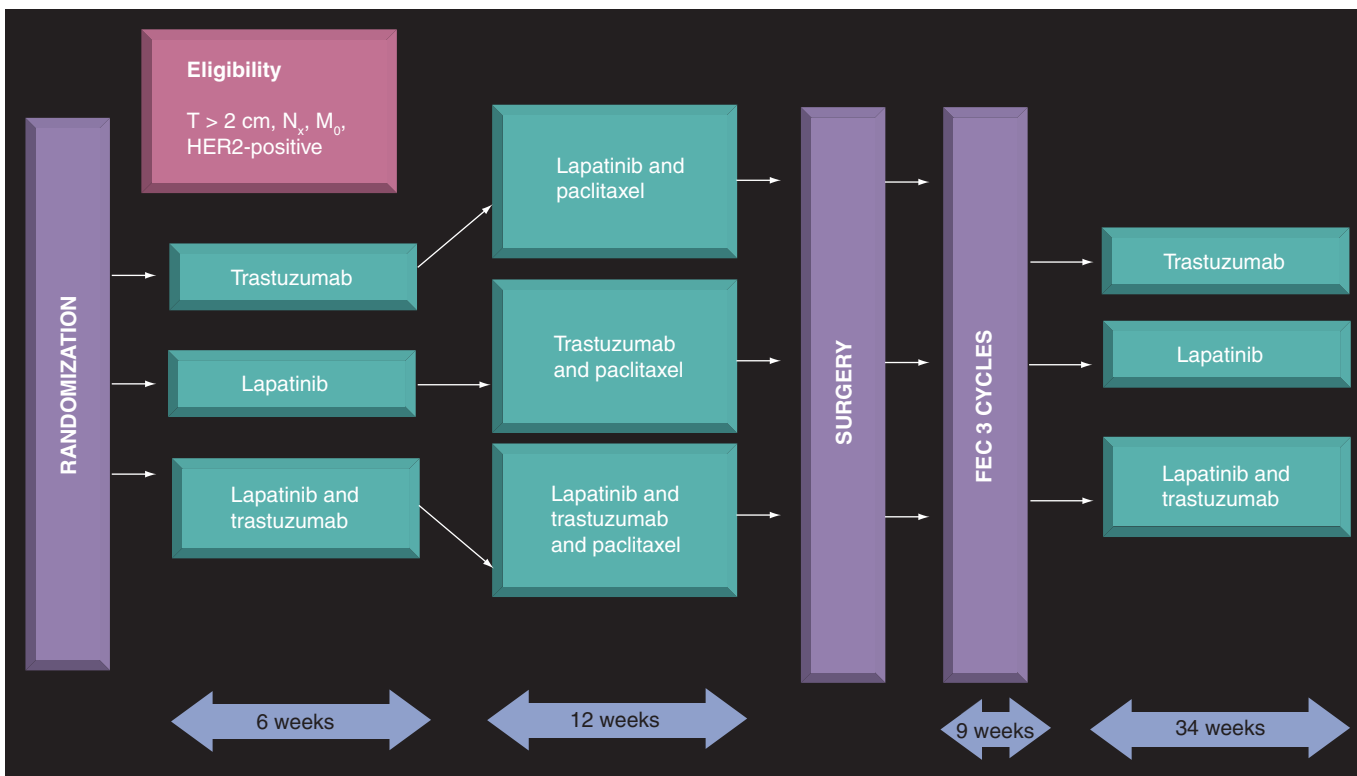 Eligibility
T > 2 cm, Nx, M0,
HER2-positive
RANDOMIZATION
Trastuzumab
Lapatinib
Lapatinib and
trastuzumab
Lapatinib and
paclitaxel
Trastuzumab
and paclitaxel
Lapatinib and
trastuzumab
and paclitaxel
SURGERY
FEC 3 CYCLES
Trastuzumab
Lapatinib
Lapatinib and
trastuzumab
6 weeks
12 weeks
9 weeks
34 weeks